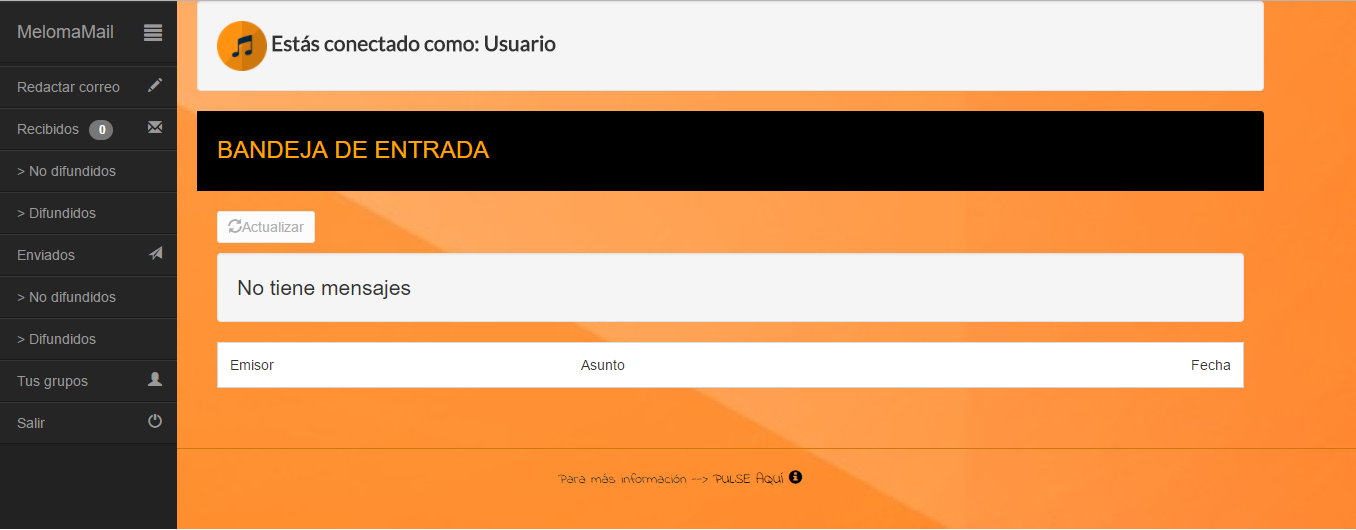 MelomaMail
Redactar correo
Recibidos 0
> No difundidos
> Difundidos
Enviados
> No difundidos
> Difundidos
Tus grupos
Salir
Estás conectado como: Usuario
BANDEJA DE ENTRADA
Actualizar
No tiene mensajes
Emisor Asunto Fecha
Para más información --> PULSE AQUÍ